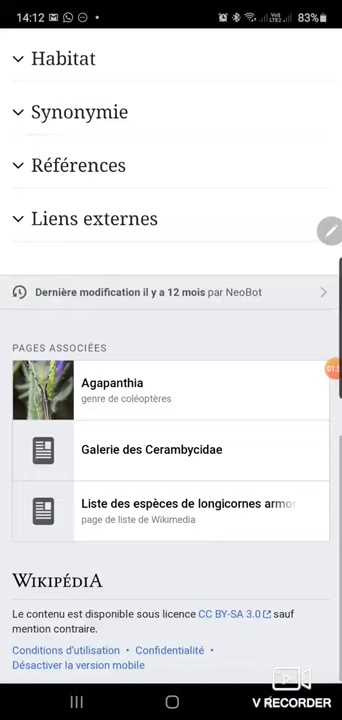 14:12 83%
Habitat
Synonymie
Références
Liens externes
Dernière modification il y a 12 mois par NeoBot
PAGES ASSOCIÉES
Agapanthia
genre de coléoptères
Galerie des Cerambycidae
Liste des espèces de longicornes armor
page de liste de Wikimedia
WIKIPÉDIA
Le contenu est disponible sous licence CC BY-SA 3.0 sauf
mention contraire.
Conditions d'utilisation • Confidentialité •
Désactiver la version mobile
V RECORDER